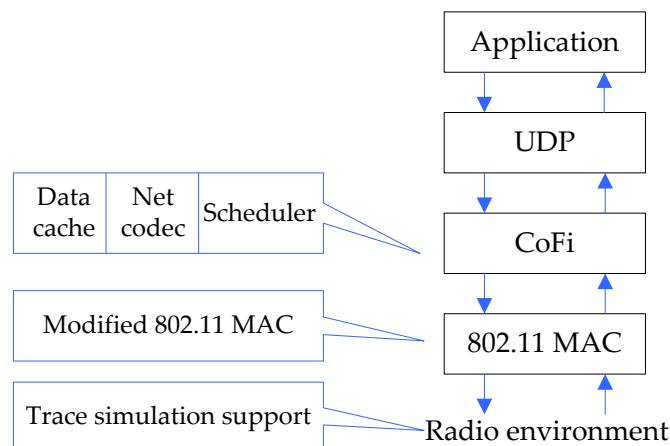 Application
UDP
Data
cache
Net
codec
Scheduler
CoFi
Modified 802.11 MAC
802.11 MAC
Trace simulation support
Radio environment